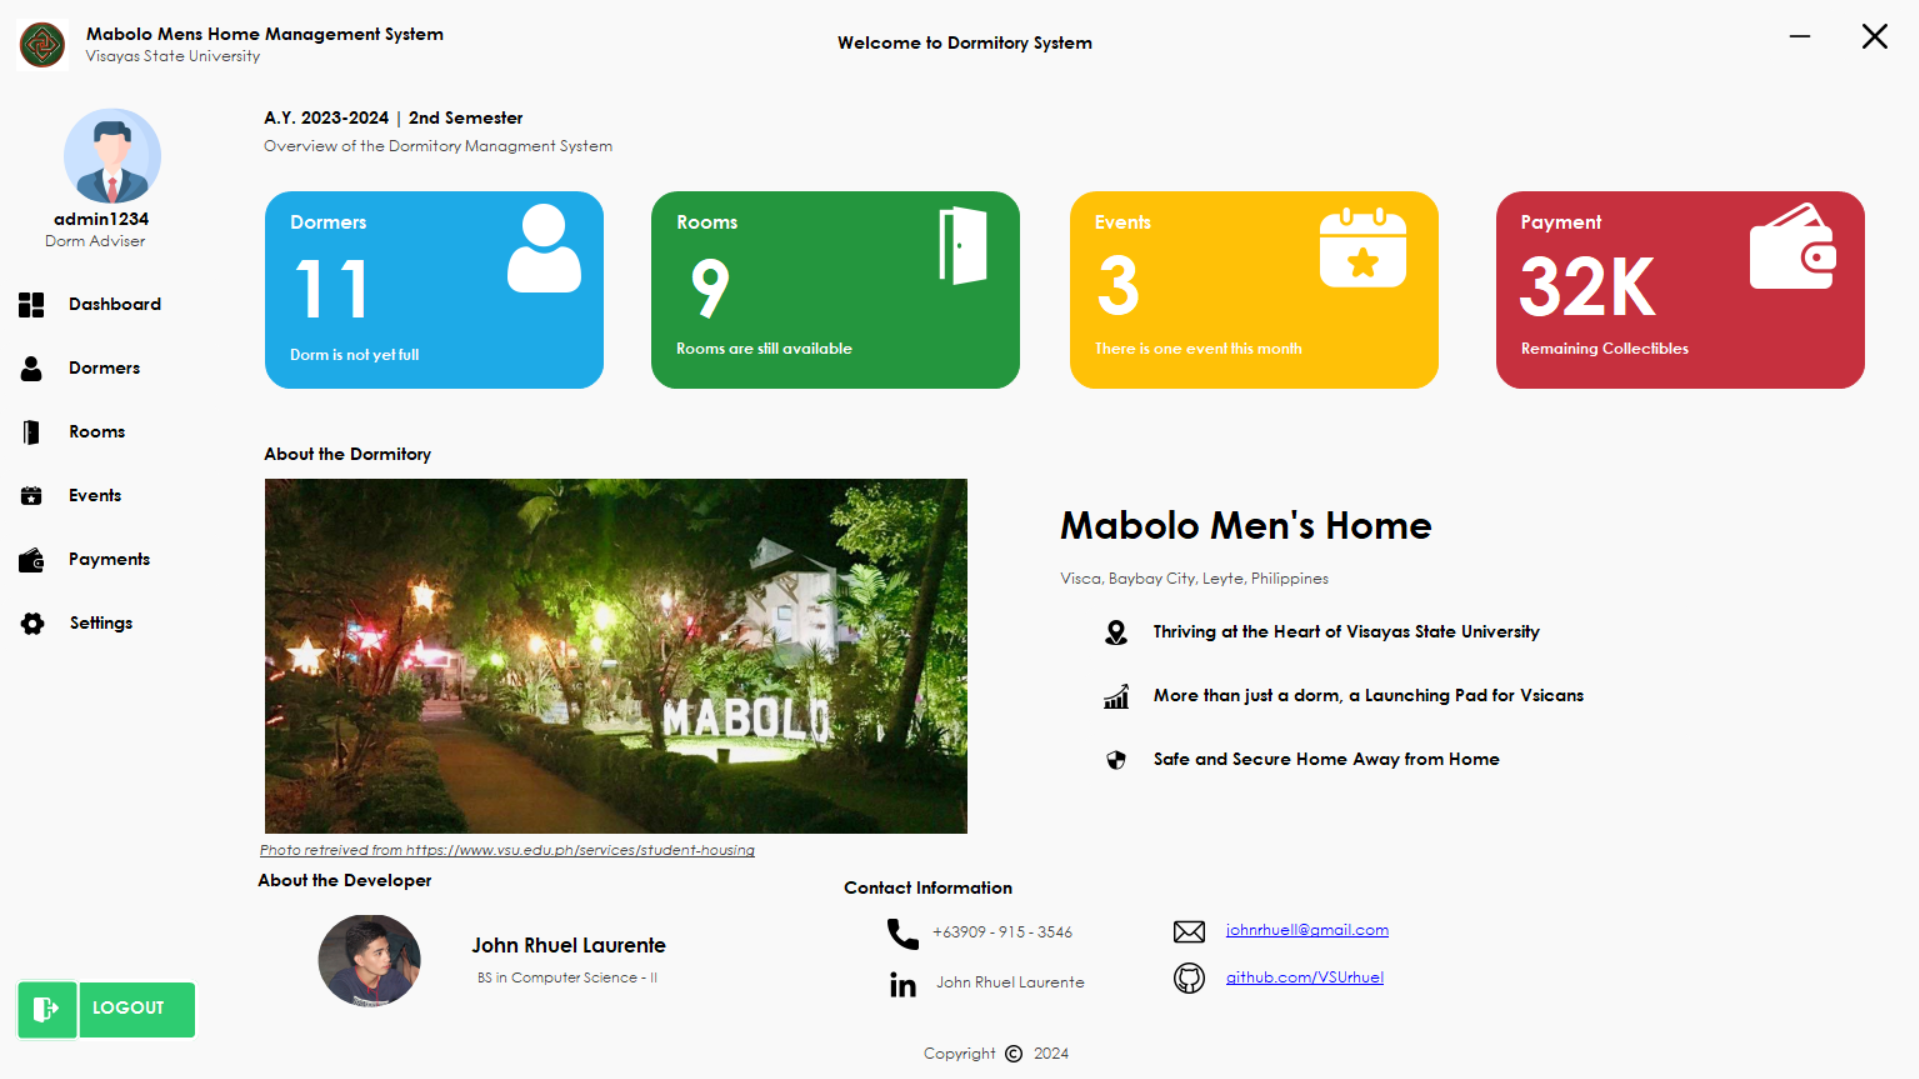 Mabolo Mens Home Management System
Visayas State University
Welcome to Dormitory System
admin1234
Dorm Adviser
Dashboard
Dormers
Rooms
Events
Payments
Settings
LOGOUT
A.Y. 2023-2024 | 2nd Semester
Overview of the Dormitory Managment System
Dormers
11
Dorm is not yet full
Rooms
9
Rooms are still available
Events
3
There is one event this month
Payment
32K
Remaining Collectibles
About the Dormitory
MABOLO
Photo retreived from https://www.vsu.edu.ph/services/student-housing
Mabolo Men's Home
Visca, Baybay City, Leyte, Philippines
Thriving at the Heart of Visayas State University
More than just a dorm, a Launching Pad for Vsicans
Safe and Secure Home Away from Home
About the Developer
John Rhuel Laurente
BS in Computer Science - II
Contact Information
+63909 - 915 - 3546
in John Rhuel Laurente
johnrhuell@gmail.com
github.com/VSUrhuel
Copyright © 2024